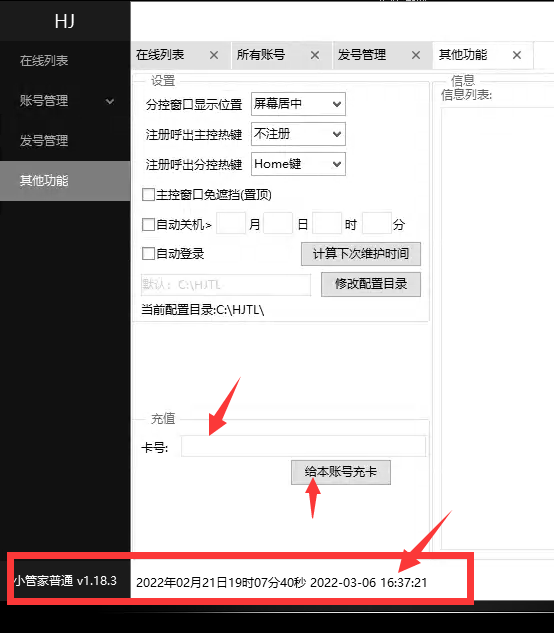 HJ
在线列表
账号管理
发号管理
其他功能
在线列表 × 所有账号 × 发号管理 × 其他功能 ×
设置
分控窗口显示位置 屏幕居中
注册呼出主控热键 不注册
注册呼出分控热键 Home键
主控窗口免遮挡(置顶)
自动关机> 月 日 时 分
自动登录 计算下次维护时间
默认：C:\HJTL 修改配置目录
当前配置目录:C:\HJTL\
信息
信息列表:
充值
卡号:
给本账号充卡
小管家普通 v1.18.3 2022年02月21日19时07分40秒 2022-03-06 16:37:21